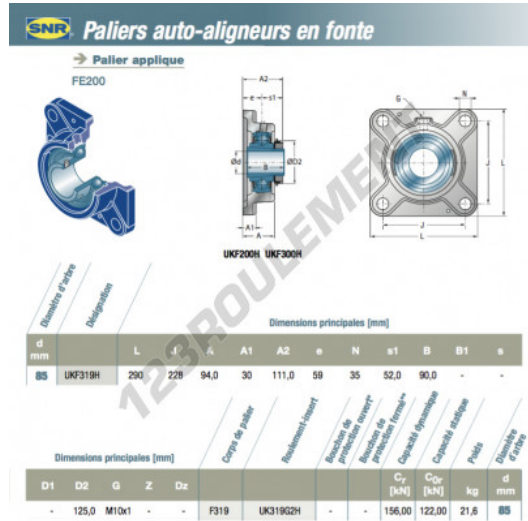 SNR Paliers auto-aligneurs en fonte
Palier applique
FE200
A2
e s1
Ød
B
ØD2
A1
A
G
N
J
L
J
L
UKF200H UKF300H
123ROULEMENT
Diamètre d'arbre
Désignation
Dimensions principales [mm]
d mm L J A A1 A2 e N s1 B B1 s
85 UKF319H 290 228 94,0 30 111,0 59 35 52,0 90,0 - -
Dimensions principales [mm]
Corps de palier
Roulement-insert
Bouchon de protection ouvert*
Bouchon de protection fermé**
Capacité dynamique
Capacité statique
Poids
Diamètre d'arbre
D1 D2 G Z Dz Cr [kN] C0r [kN] kg d mm
- 125,0 M10x1 - - F319 UK319G2H - - 156,00 122,00 21,6 85